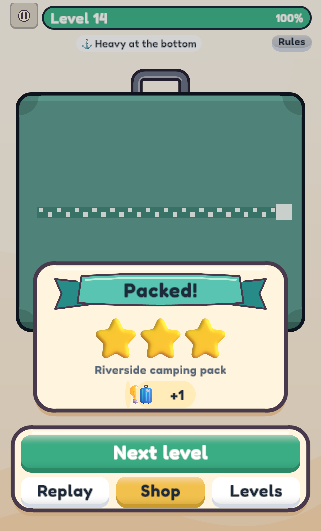 Level 14
100%
⚓ Heavy at the bottom
Rules
Packed!
Riverside camping pack
+1
Next level
Replay
Shop
Levels